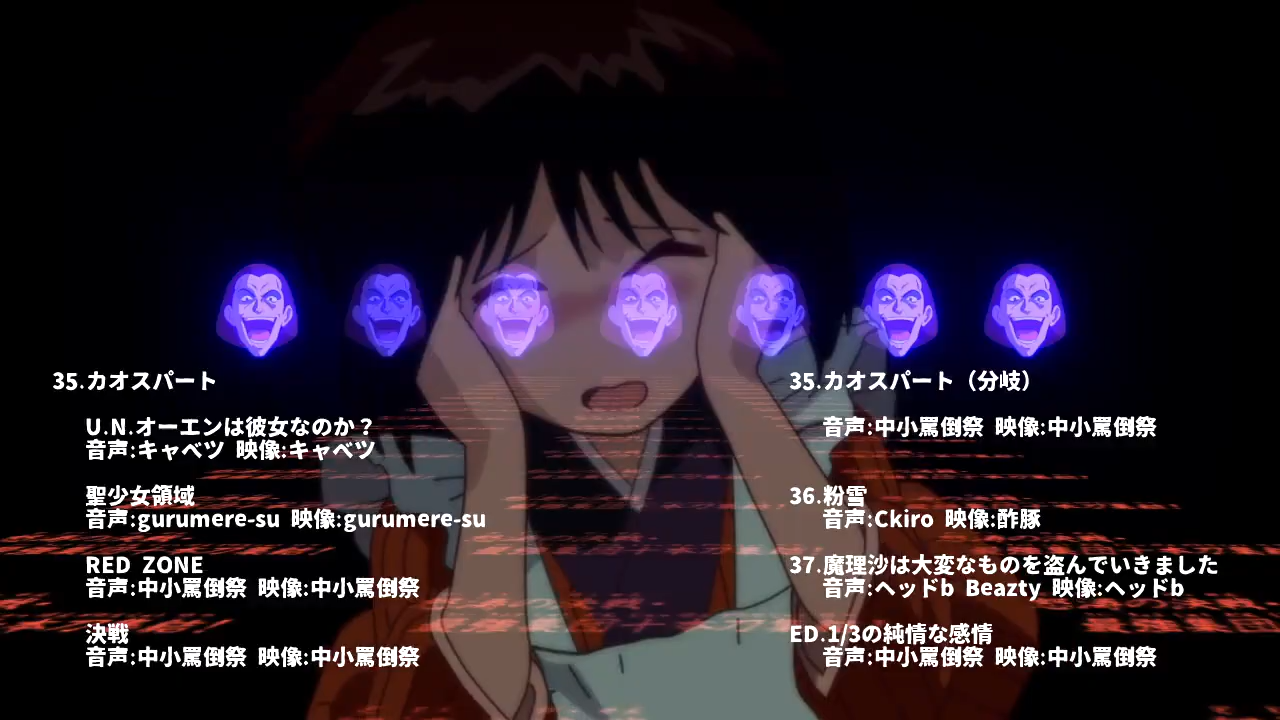 35.カオスパート
U.N.オーエンは彼女なのか？
音声:キャベツ 映像:キャベツ
聖少女領域
音声:gurumere-su 映像:gurumere-su
RED ZONE
音声:中小罵倒祭 映像:中小罵倒祭
決戦
音声:中小罵倒祭 映像:中小罵倒祭
35.カオスパート（分岐）
音声:中小罵倒祭 映像:中小罵倒祭
36.粉雪
音声:Ckiro 映像:酢豚
37.魔理沙は大変なものを盗んでいきました
音声:ヘッドb Beazty 映像:ヘッドb
ED.1/3の純情な感情
音声:中小罵倒祭 映像:中小罵倒祭